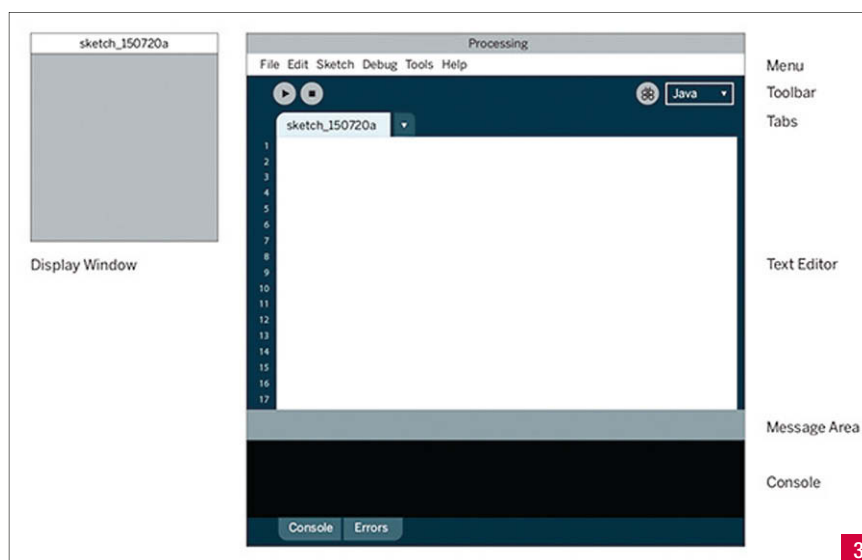 sketch_150720a
Display Window
Processing
File Edit Sketch Debug Tools Help
Java
sketch_150720a
1
2
3
4
5
6
7
8
9
10
11
12
13
14
15
16
17
Console Errors
Menu
Toolbar
Tabs
Text Editor
Message Area
Console
3